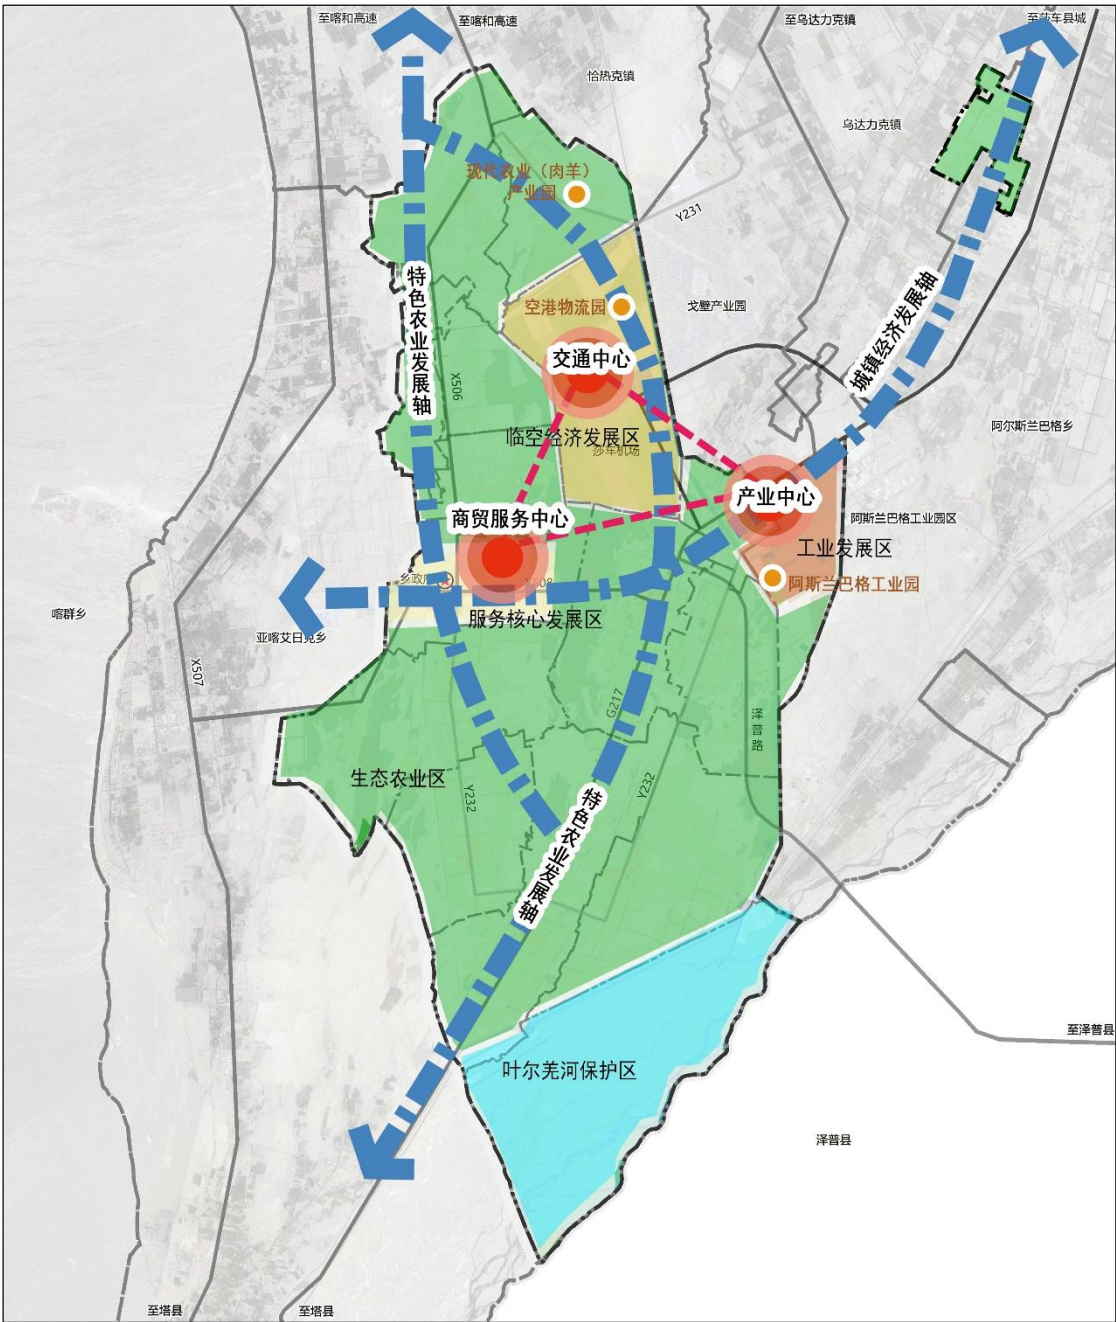 至喀和高速
至喀和高速
至乌达力克镇
至莎车县城
恰热克镇
乌达力克镇
现代农业（肉羊）
产业园
Y231
特色农业发展轴
空港物流园
戈壁产业园
城镇经济发展轴
交通中心
X506
临空经济发展区
莎车机场
阿尔斯兰巴格乡
产业中心
商贸服务中心
阿斯兰巴格工业园区
工业发展区
乡政府
阿斯兰巴格工业园
喀群乡
服务核心发展区
亚喀艾日克乡
X507
G217
泽普路
生态农业区
Y232
Y232
特色农业发展轴
至泽普县
叶尔羌河保护区
泽普县
至塔县
至塔县